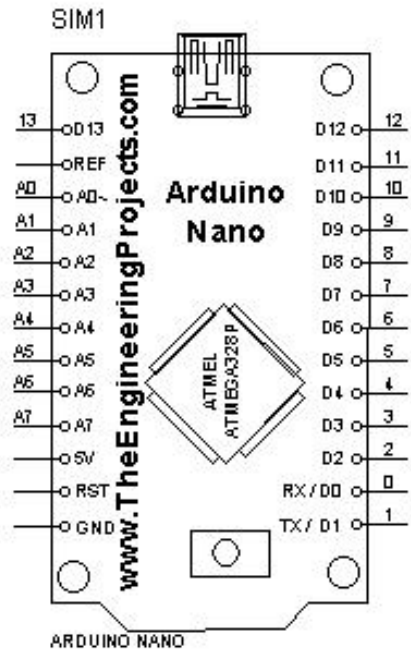 SIM1
13 D13
REF
A0 A0~
A1 A1
A2 A2
A3 A3
A4 A4
A5 A5
A6 A6
A7 A7
5V
RST
GND
www.TheEngineeringProjects.com
Arduino
Nano
ATMEL
ATMEGA328P
D12 12
D11 11
D10 10
D9 9
D8 8
D7 7
D6 6
D5 5
D4 4
D3 3
D2 2
RX/D0 0
TX/D1 1
ARDUINO NANO